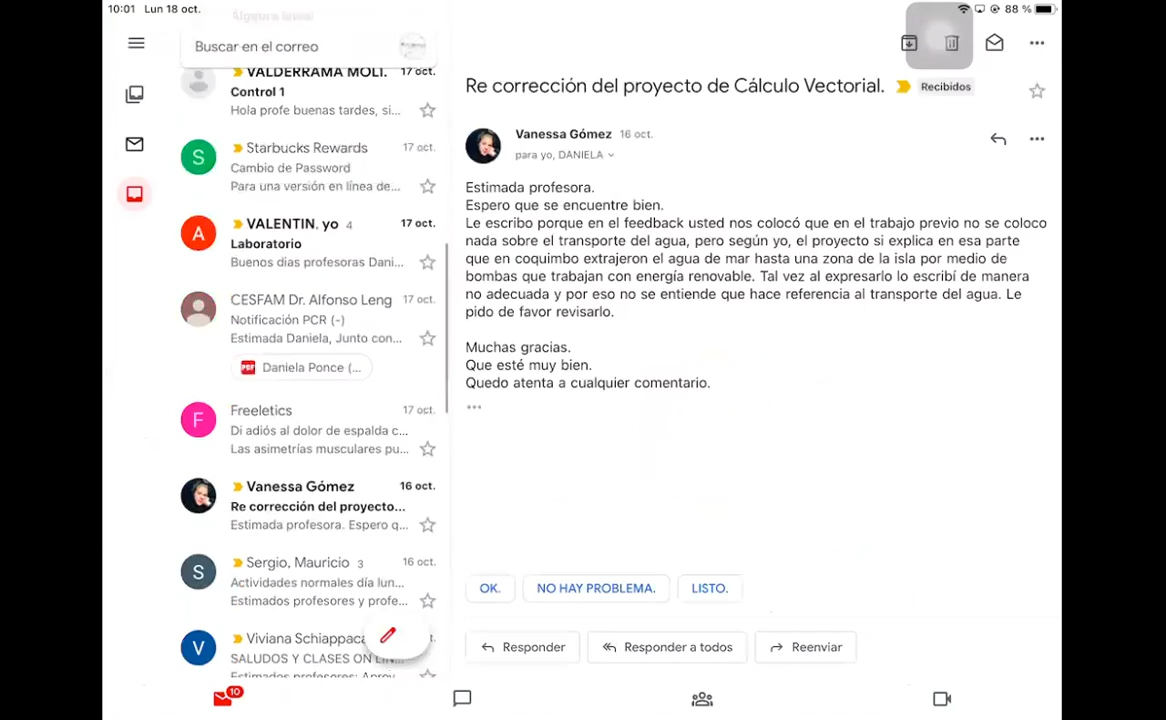 10:01 Lun 18 oct.
88 %
Álgebra lineal
Buscar en el correo
VALDERRAMA MOLI. 17 oct.
Control 1
Hola profe buenas tardes, si...
S
Starbucks Rewards 17 oct.
Cambio de Password
Para una versión en línea de...
A
VALENTIN, yo 4 17 oct.
Laboratorio
Buenos dias profesoras Dani...
CESFAM Dr. Alfonso Leng 17 oct.
Notificación PCR (-)
Estimada Daniela, Junto con...
PDF Daniela Ponce (...
F
Freeletics 17 oct.
Di adiós al dolor de espalda c...
Las asimetrías musculares pu...
Vanessa Gómez 16 oct.
Re corrección del proyecto...
Estimada profesora. Espero q...
S
Sergio, Mauricio 3 16 oct.
Actividades normales día lun...
Estimados profesores y profe...
V
Viviana Schiappaca
SALUDOS Y CLASES ON LIN...
Estimados profesores: Aprov
10
Re corrección del proyecto de Cálculo Vectorial. Recibidos
Vanessa Gómez 16 oct.
para yo, DANIELA
Estimada profesora.
Espero que se encuentre bien.
Le escribo porque en el feedback usted nos colocó que en el trabajo previo no se coloco
nada sobre el transporte del agua, pero según yo, el proyecto si explica en esa parte
que en coquimbo extrajeron el agua de mar hasta una zona de la isla por medio de
bombas que trabajan con energía renovable. Tal vez al expresarlo lo escribí de manera
no adecuada y por eso no se entiende que hace referencia al transporte del agua. Le
pido de favor revisarlo.
Muchas gracias.
Que esté muy bien.
Quedo atenta a cualquier comentario.
OK. NO HAY PROBLEMA. LISTO.
Responder Responder a todos Reenviar